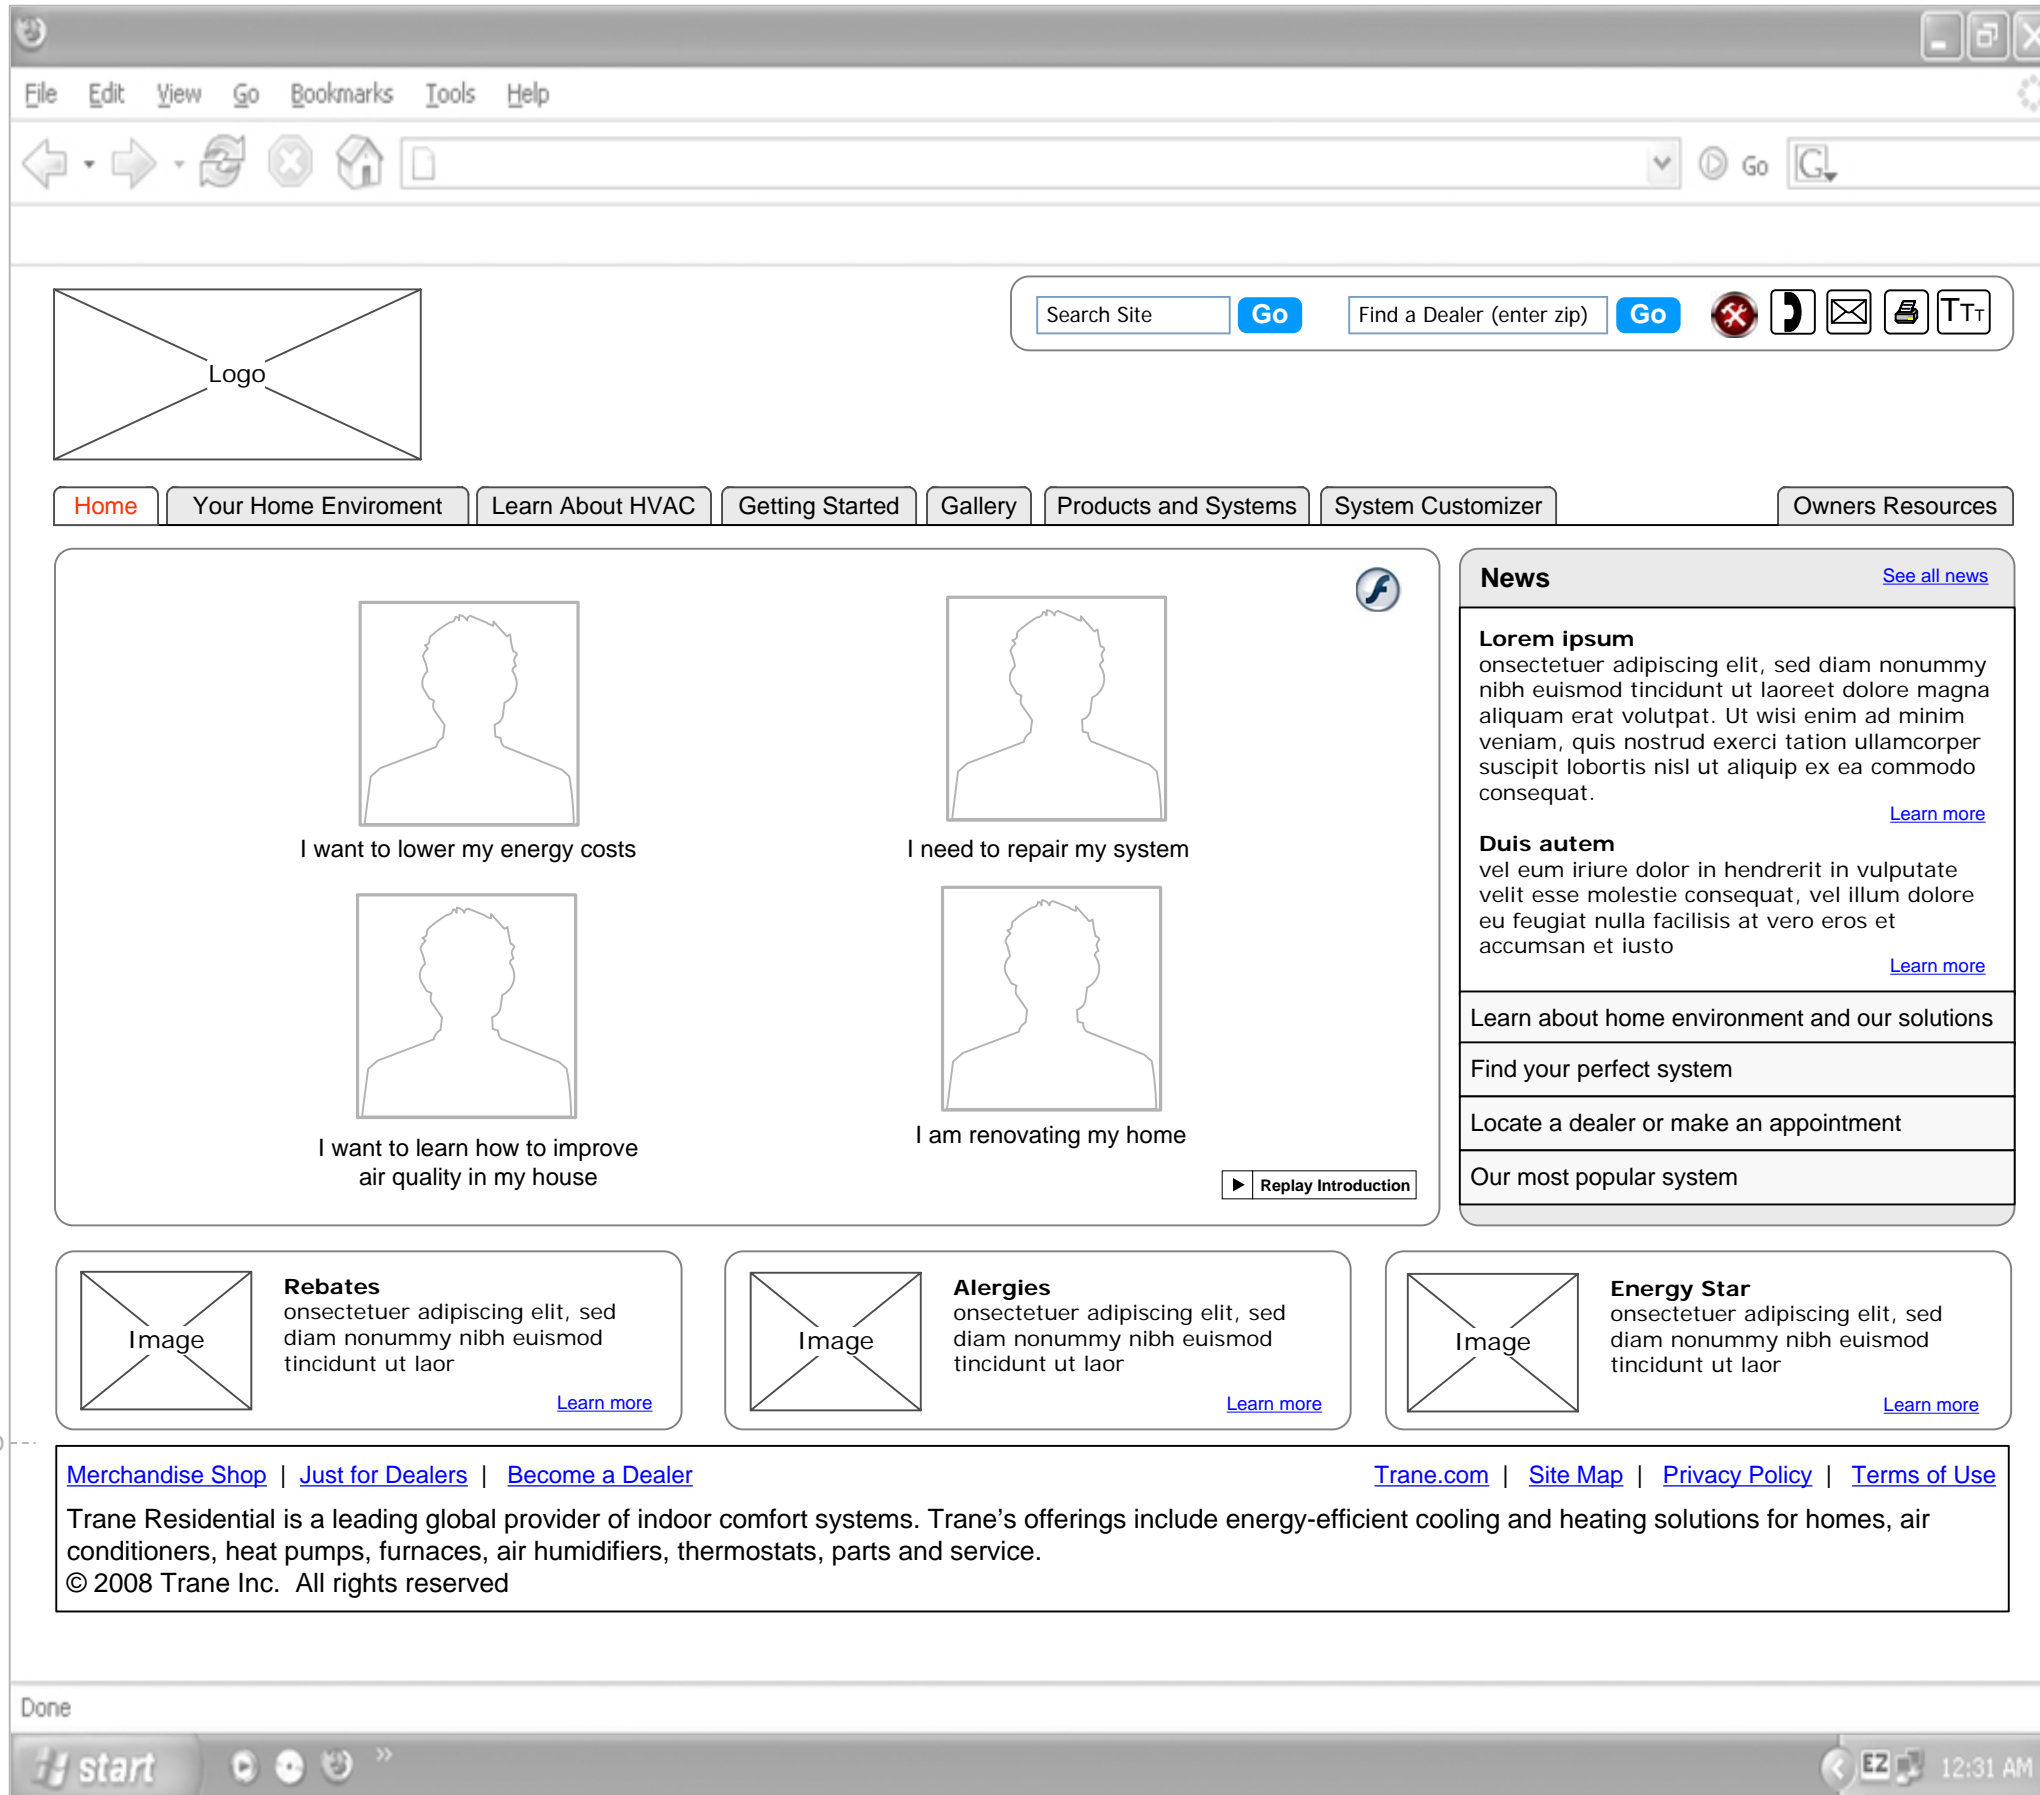 File Edit View Go Bookmarks Tools Help
Go G
Search Site Go Find a Dealer (enter zip) Go TTT
Logo
Home Your Home Enviroment Learn About HVAC Getting Started Gallery Products and Systems System Customizer Owners Resources
I want to lower my energy costs
I need to repair my system
I want to learn how to improve
air quality in my house
I am renovating my home
Replay Introduction
News See all news
Lorem ipsum
onsectetuer adipiscing elit, sed diam nonummy
nibh euismod tincidunt ut laoreet dolore magna
aliquam erat volutpat. Ut wisi enim ad minim
veniam, quis nostrud exerci tation ullamcorper
suscipit lobortis nisl ut aliquip ex ea commodo
consequat.
Learn more
Duis autem
vel eum iriure dolor in hendrerit in vulputate
velit esse molestie consequat, vel illum dolore
eu feugiat nulla facilisis at vero eros et
accumsan et iusto
Learn more
Learn about home environment and our solutions
Find your perfect system
Locate a dealer or make an appointment
Our most popular system
Image
Rebates
onsectetuer adipiscing elit, sed
diam nonummy nibh euismod
tincidunt ut laor
Learn more
Image
Alergies
onsectetuer adipiscing elit, sed
diam nonummy nibh euismod
tincidunt ut laor
Learn more
Image
Energy Star
onsectetuer adipiscing elit, sed
diam nonummy nibh euismod
tincidunt ut laor
Learn more
Merchandise Shop | Just for Dealers | Become a Dealer Trane.com | Site Map | Privacy Policy | Terms of Use
Trane Residential is a leading global provider of indoor comfort systems. Trane’s offerings include energy-efficient cooling and heating solutions for homes, air
conditioners, heat pumps, furnaces, air humidifiers, thermostats, parts and service.
© 2008 Trane Inc. All rights reserved
Done
start » EZ 12:31 AM